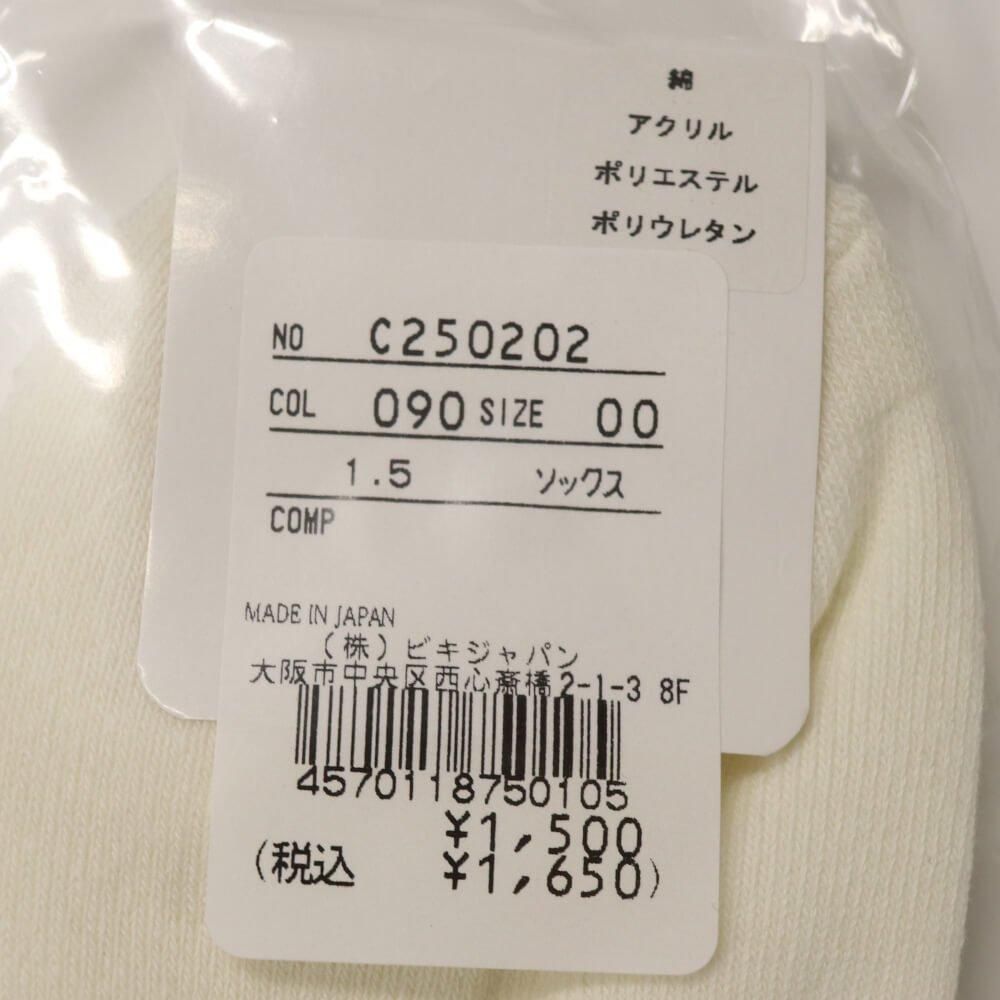 綿
アクリル
ポリエステル
ポリウレタン
NO C250202
COL 090 SIZE 00
1.5 ソックス
COMP
MADE IN JAPAN
(株)ビキジャパン
大阪市中央区西心斎橋2-1-3 8F
4570118750105
¥1,500
(税込 ¥1,650)